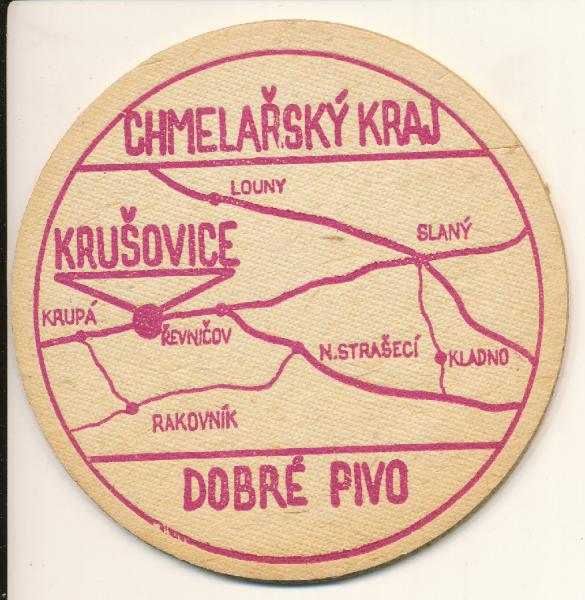 CHMELAŘSKÝ KRAJ
LOUNY
SLANÝ
KRUŠOVICE
KRUPÁ
ŘEVNIČOV
N.STRAŠECÍ
KLADNO
RAKOVNÍK
DOBRÉ PIVO